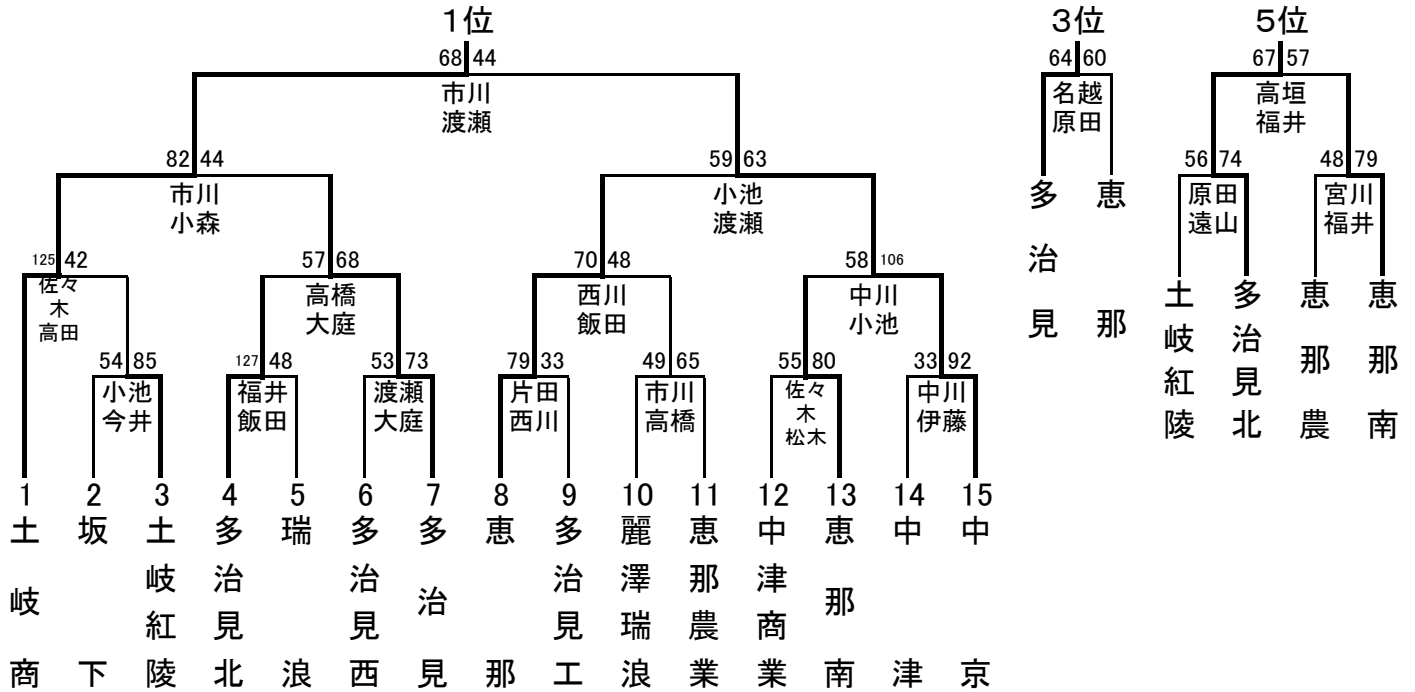 1位 3位 5位
68 44 64 60 67 57
市川 名越 高垣
渡瀬 原田 福井
82 44 59 63 56 74 48 79
市川 小池 原田 宮川
小森 渡瀬 遠山 福井
多治見 恵那
125 42 57 68 70 48 58 106
佐々木 高橋 西川 中川
高田 大庭 飯田 小池
土岐紅陵 多治見北 恵那農 恵那南
54 85 127 48 53 73 79 33 49 65 55 80 33 92
小池 福井 渡瀬 片田 市川 佐々木 中川
今井 飯田 大庭 西川 高橋 松木 伊藤
1 2 3 4 5 6 7 8 9 10 11 12 13 14 15
土岐商
坂下
土岐紅陵
多治見北
瑞浪
多治見西
多治見
恵那
多治見工
麗澤瑞浪
恵那農業
中津商業
恵那南
中津
中京